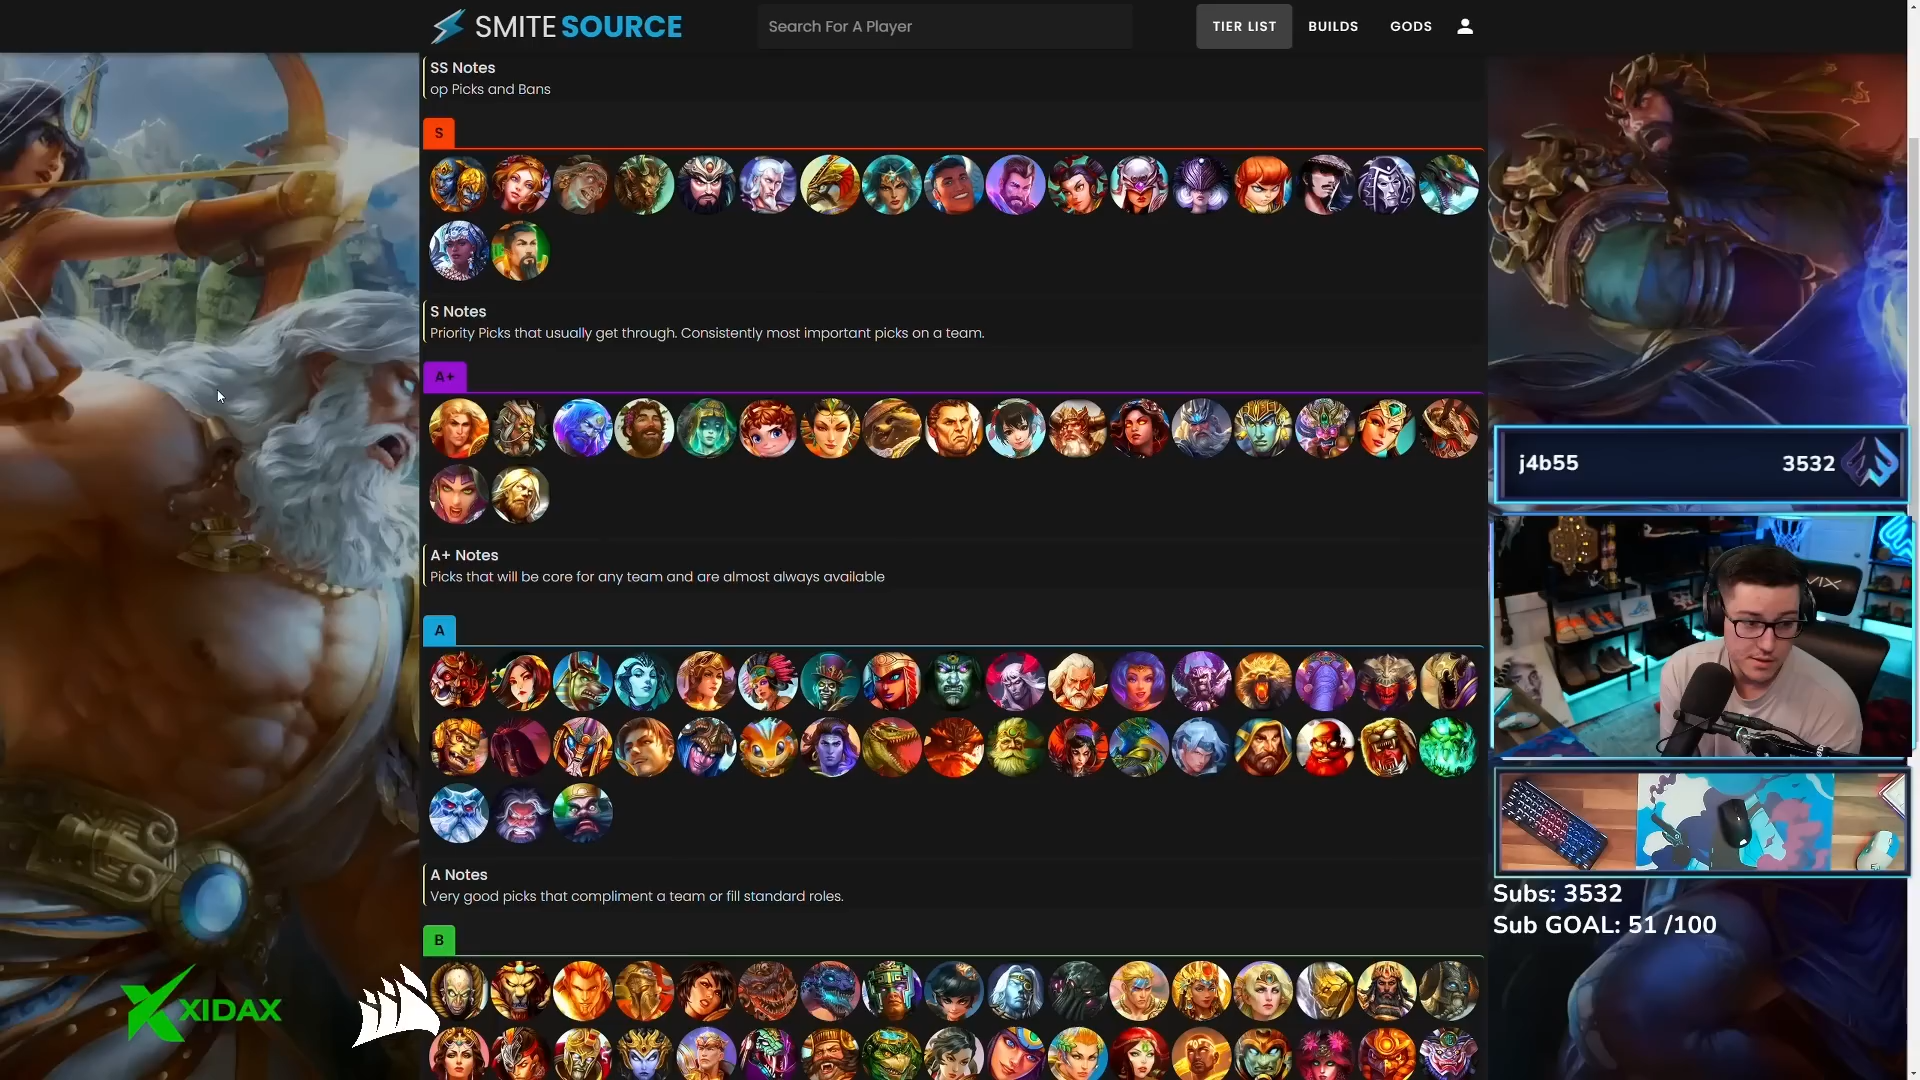 SMITE SOURCE
Search For A Player
TIER LIST
BUILDS
GODS
SS Notes
op Picks and Bans
S
S Notes
Priority Picks that usually get through. Consistently most important picks on a team.
A+
A+ Notes
Picks that will be core for any team and are almost always available
A
A Notes
Very good picks that compliment a team or fill standard roles.
B
j4b55
3532
Subs: 3532
Sub GOAL: 51 /100
XIDAX